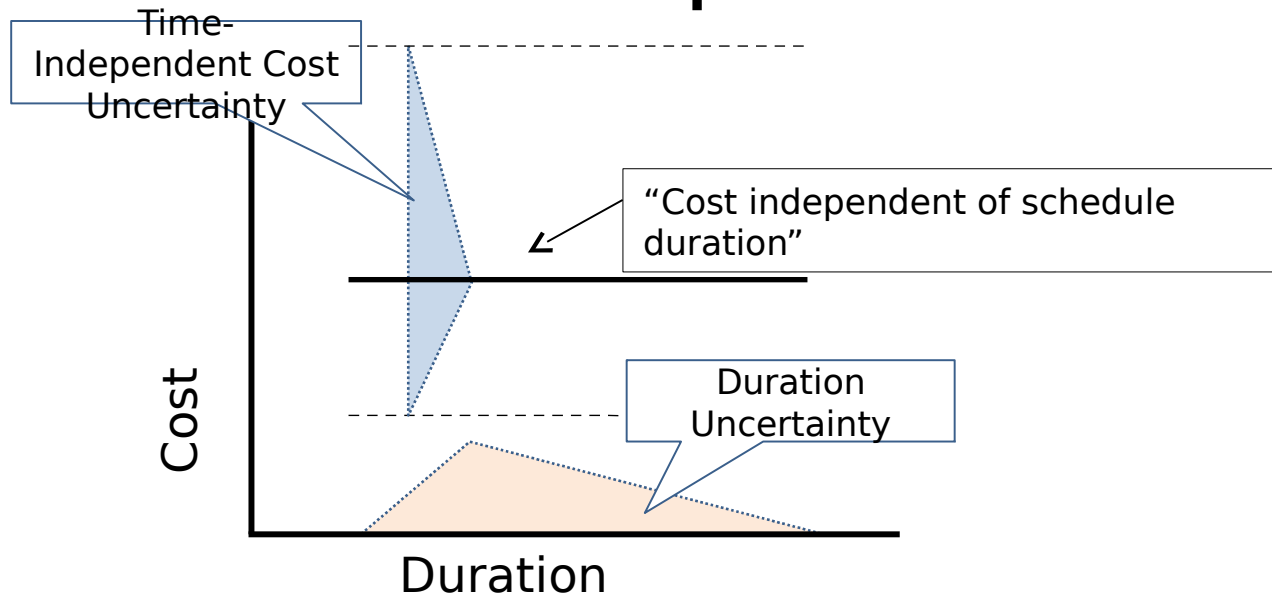 Time-
Independent Cost
Uncertainty
“Cost independent of schedule
duration”
Duration
Uncertainty
Cost
Duration